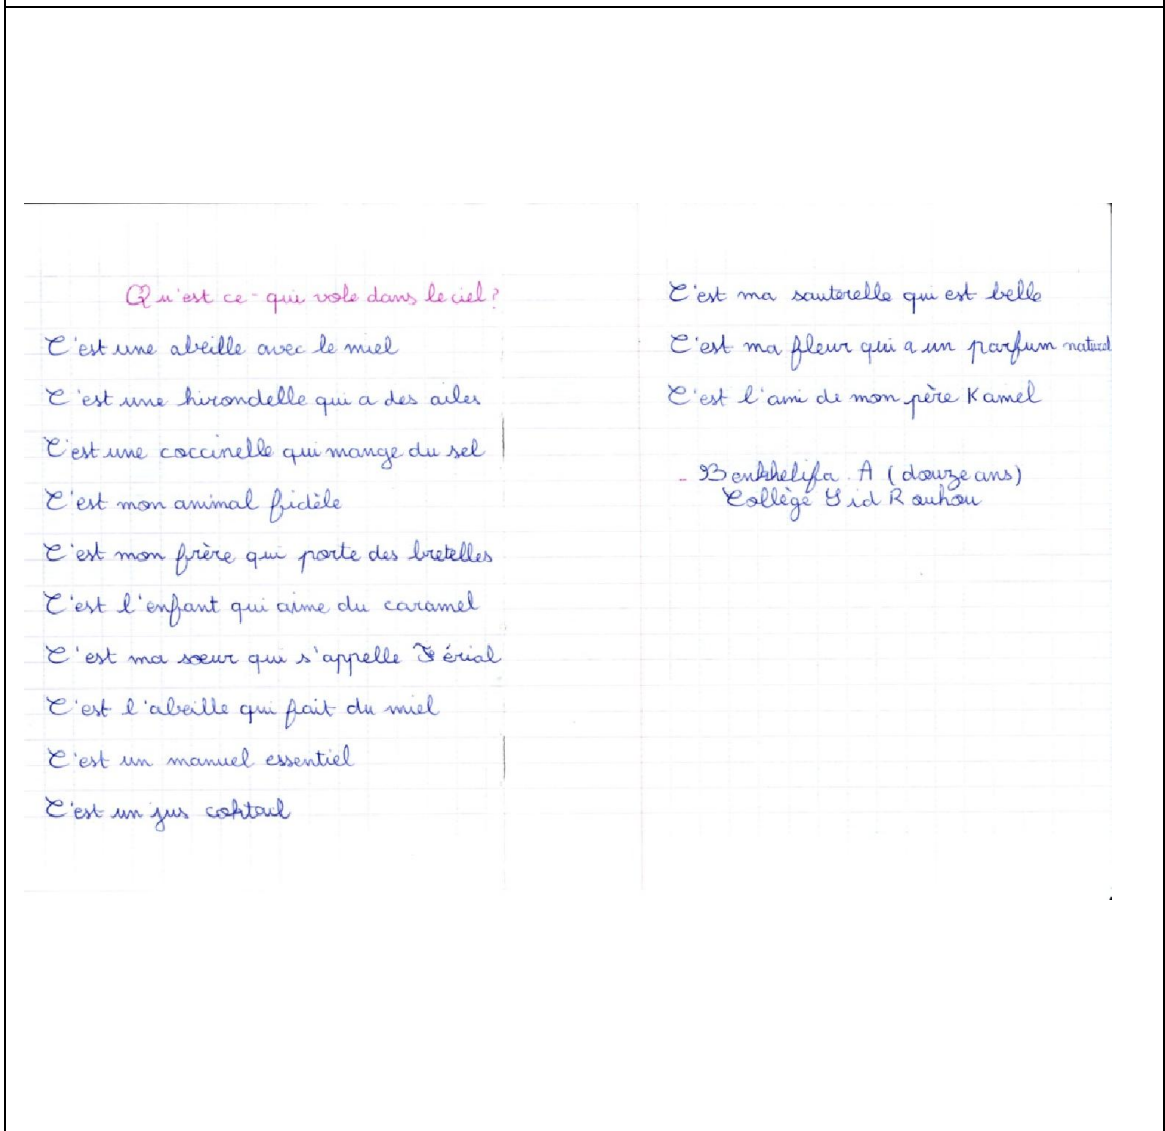 Qu'est ce-qui vole dans le ciel?
C'est une abeille avec le miel
C'est une hirondelle qui a des ailes
C'est une coccinelle qui mange du sel
C'est mon animal fidèle
C'est mon frère qui porte des bretelles
C'est l'enfant qui aime du caramel
C'est ma sœur qui s'appelle Férial
C'est l'abeille qui fait du miel
C'est un manuel essentiel
C'est un jus coktail
C'est ma sauterelle qui est belle
C'est ma fleur qui a un parfum naturel
C'est l'ami de mon père Kamel
- Benkhelifa. A (douze ans)
Collège Sid Rouhou